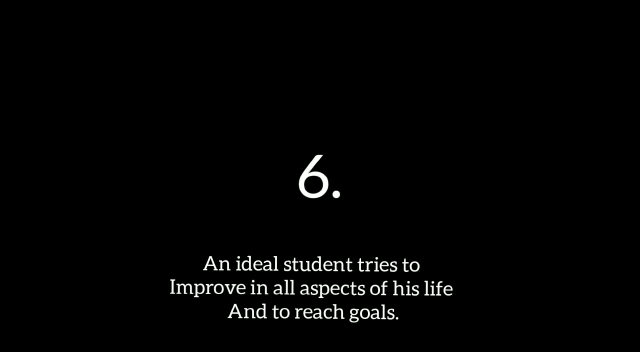 6.
An ideal student tries to
Improve in all aspects of his life
And to reach goals.